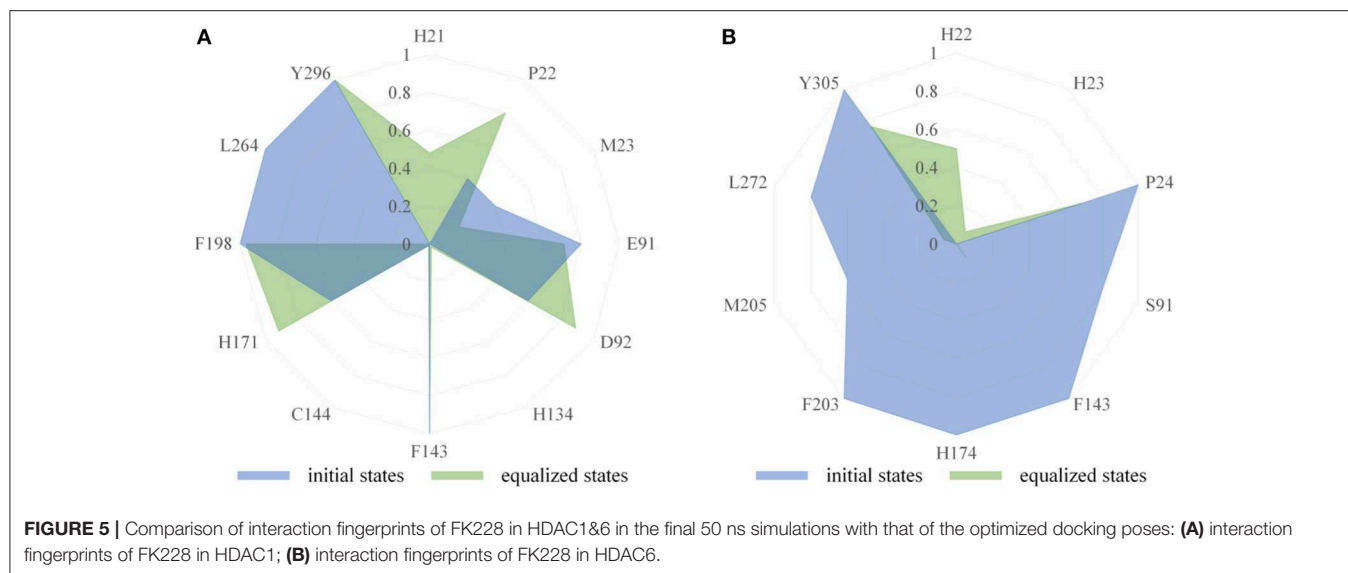 A
H21
P22
M23
E91
D92
H134
F143
C144
H171
F198
L264
Y296
1
0.8
0.6
0.4
0.2
0
initial states
equalized states
B
H22
H23
P24
S91
F143
H174
F203
M205
L272
Y305
1
0.8
0.6
0.4
0.2
0
initial states
equalized states
FIGURE 5 | Comparison of interaction fingerprints of FK228 in HDAC1&6 in the final 50 ns simulations with that of the optimized docking poses: (A) interaction
fingerprints of FK228 in HDAC1; (B) interaction fingerprints of FK228 in HDAC6.